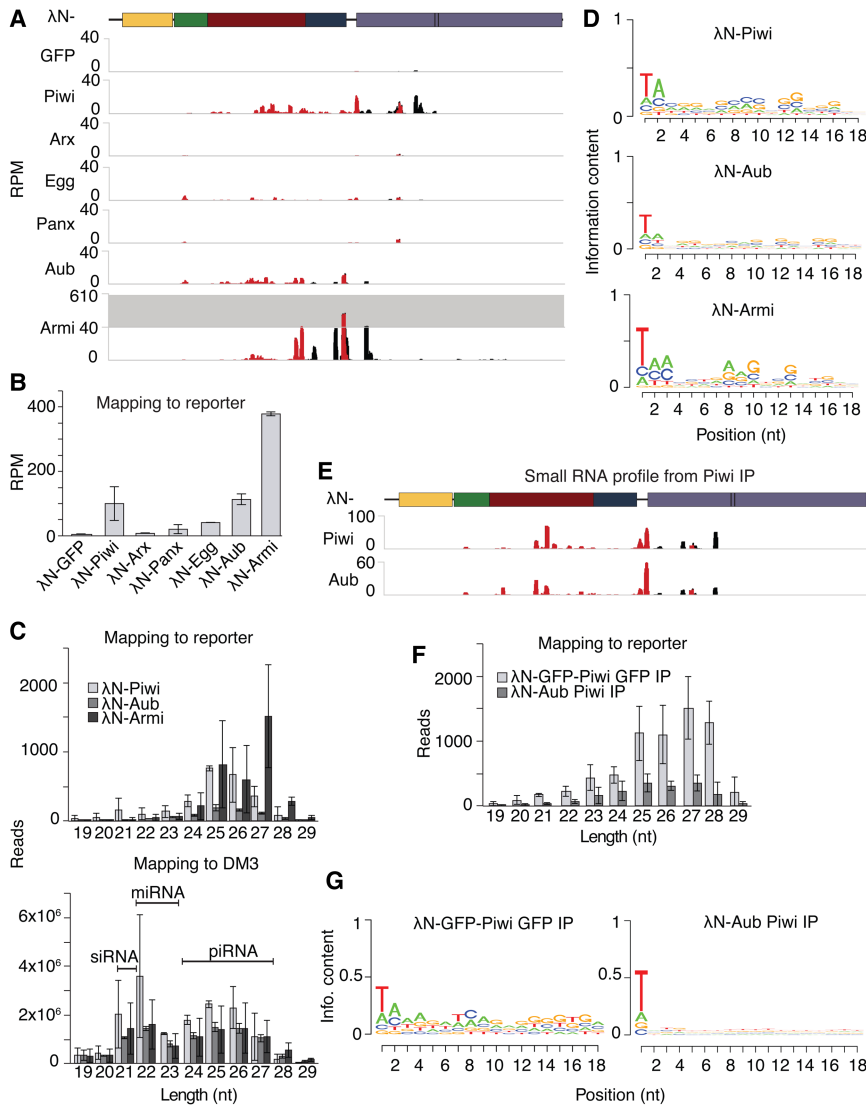 A
λN-
GFP
40
0
Piwi
40
0
Arx
40
0
Egg
40
0
Panx
40
0
Aub
40
0
Armi
610
40
0
RPM
B
Mapping to reporter
RPM
400
200
0
λN-GFP
λN-Piwi
λN-Arx
λN-Panx
λN-Egg
λN-Aub
λN-Armi
C
Mapping to reporter
2000
1000
0
λN-Piwi
λN-Aub
λN-Armi
19 20 21 22 23 24 25 26 27 28 29
Reads
Mapping to DM3
6x10⁶
4x10⁶
2x10⁶
0
siRNA
miRNA
piRNA
19 20 21 22 23 24 25 26 27 28 29
Length (nt)
D
λN-Piwi
1
0
TA
2 4 6 8 10 12 14 16 18
λN-Aub
1
0
T
2 4 6 8 10 12 14 16 18
Information content
λN-Armi
1
0
T
2 4 6 8 10 12 14 16 18
Position (nt)
E
Small RNA profile from Piwi IP
λN-
Piwi
100
0
Aub
60
0
F
Mapping to reporter
2000
1000
0
Reads
λN-GFP-Piwi GFP IP
λN-Aub Piwi IP
19 20 21 22 23 24 25 26 27 28 29
Length (nt)
G
λN-GFP-Piwi GFP IP
1
0.5
0
Info. content
2 4 6 8 10 12 14 16 18
λN-Aub Piwi IP
1
0.5
0
2 4 6 8 10 12 14 16 18
Position (nt)